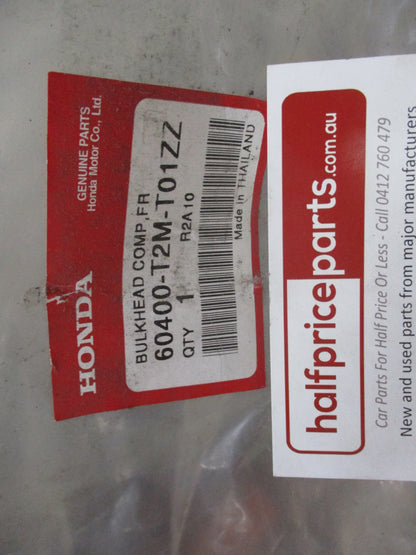 GENUINE PARTS
Honda Motor Co., Ltd.
HONDA
BULKHEAD COMP,FR
60400-T2M-T01ZZ
QTY 1 R2A10
Made in THAILAND
halfpriceparts.com.au
Car Parts For Half Price Or Less - Call 0412 760 479
New and used parts from major manufacturers